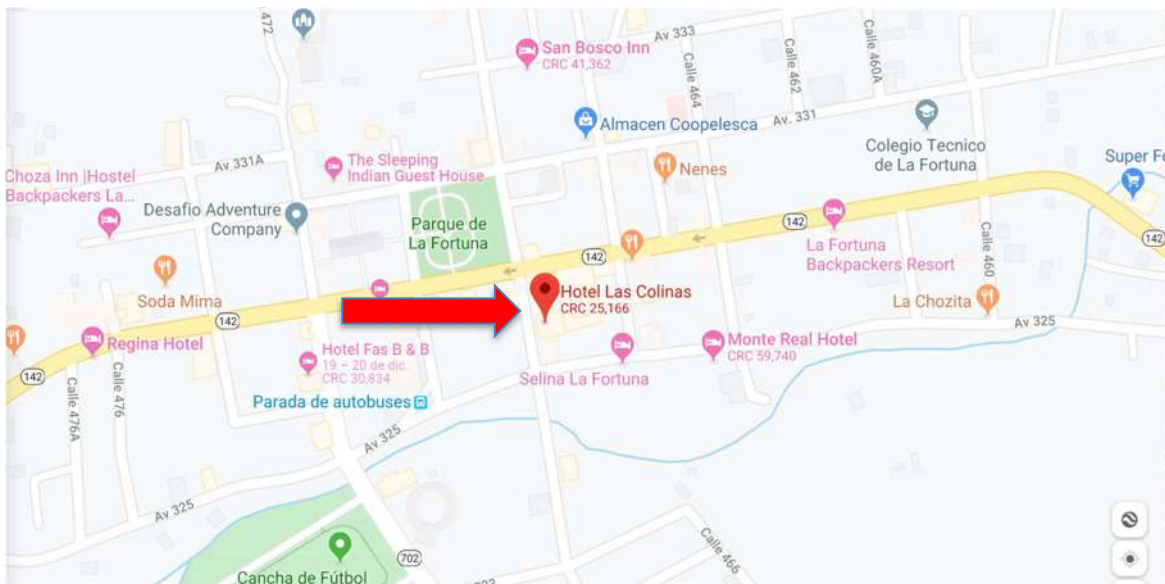 472
Av 333
San Bosco Inn
CRC 41,362
Calle 464
Calle 462
Calle 460A
Almacen Coopelesca
Av. 331
Colegio Tecnico
de La Fortuna
Super Fo
Av 331A
The Sleeping
Indian Guest House
Nenes
Choza Inn |Hostel
Backpackers La...
Desafio Adventure
Company
Parque de
La Fortuna
142
142
142
La Fortuna
Backpackers Resort
Calle 460
Soda Mima
Hotel Las Colinas
CRC 25,166
La Chozita
142
Av 325
Regina Hotel
Hotel Fas B & B
19 – 20 de dic.
CRC 30,834
Monte Real Hotel
CRC 59,740
142
Selina La Fortuna
Calle 476A
Calle 476
Parada de autobuses
Av 325
Av 325
702
Calle 466
Cancha de Fútbol